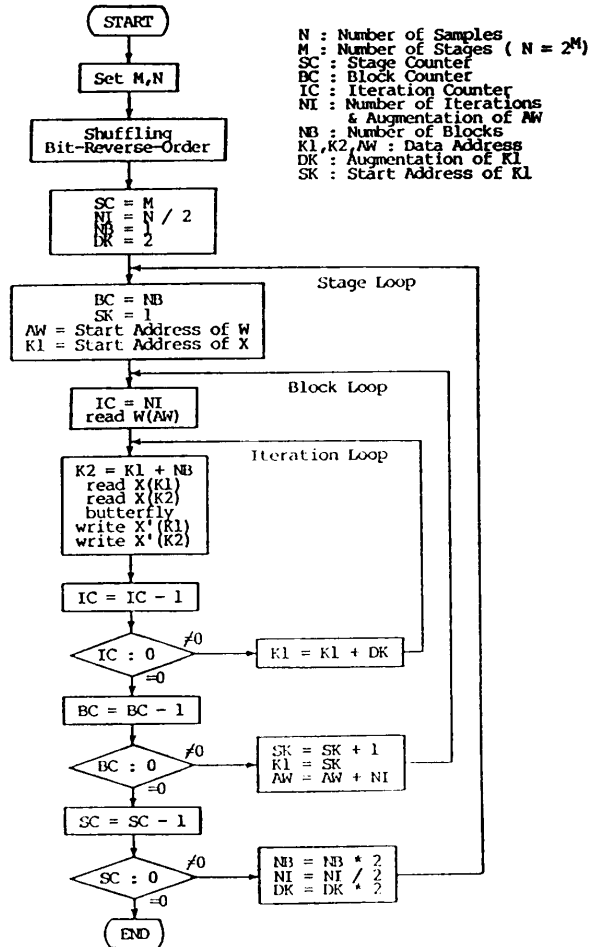 START
N : Number of Samples
M : Number of Stages ( N = 2^M)
SC : Stage Counter
BC : Block Counter
IC : Iteration Counter
NI : Number of Iterations
& Augmentation of AW
NB : Number of Blocks
K1,K2,AW : Data Address
DK : Augmentation of K1
SK : Start Address of K1
Set M,N
Shuffling
Bit-Reverse-Order
SC = M
NI = N / 2
NB = 1
DK = 2
Stage Loop
BC = NB
SK = 1
AW = Start Address of W
K1 = Start Address of X
Block Loop
IC = NI
read W(AW)
Iteration Loop
K2 = K1 + NB
read X(K1)
read X(K2)
butterfly
write X'(K1)
write X'(K2)
IC = IC - 1
IC : 0
≠0
=0
K1 = K1 + DK
BC = BC - 1
BC : 0
≠0
=0
SK = SK + 1
K1 = SK
AW = AW + NI
SC = SC - 1
SC : 0
≠0
=0
NB = NB * 2
NI = NI / 2
DK = DK * 2
END